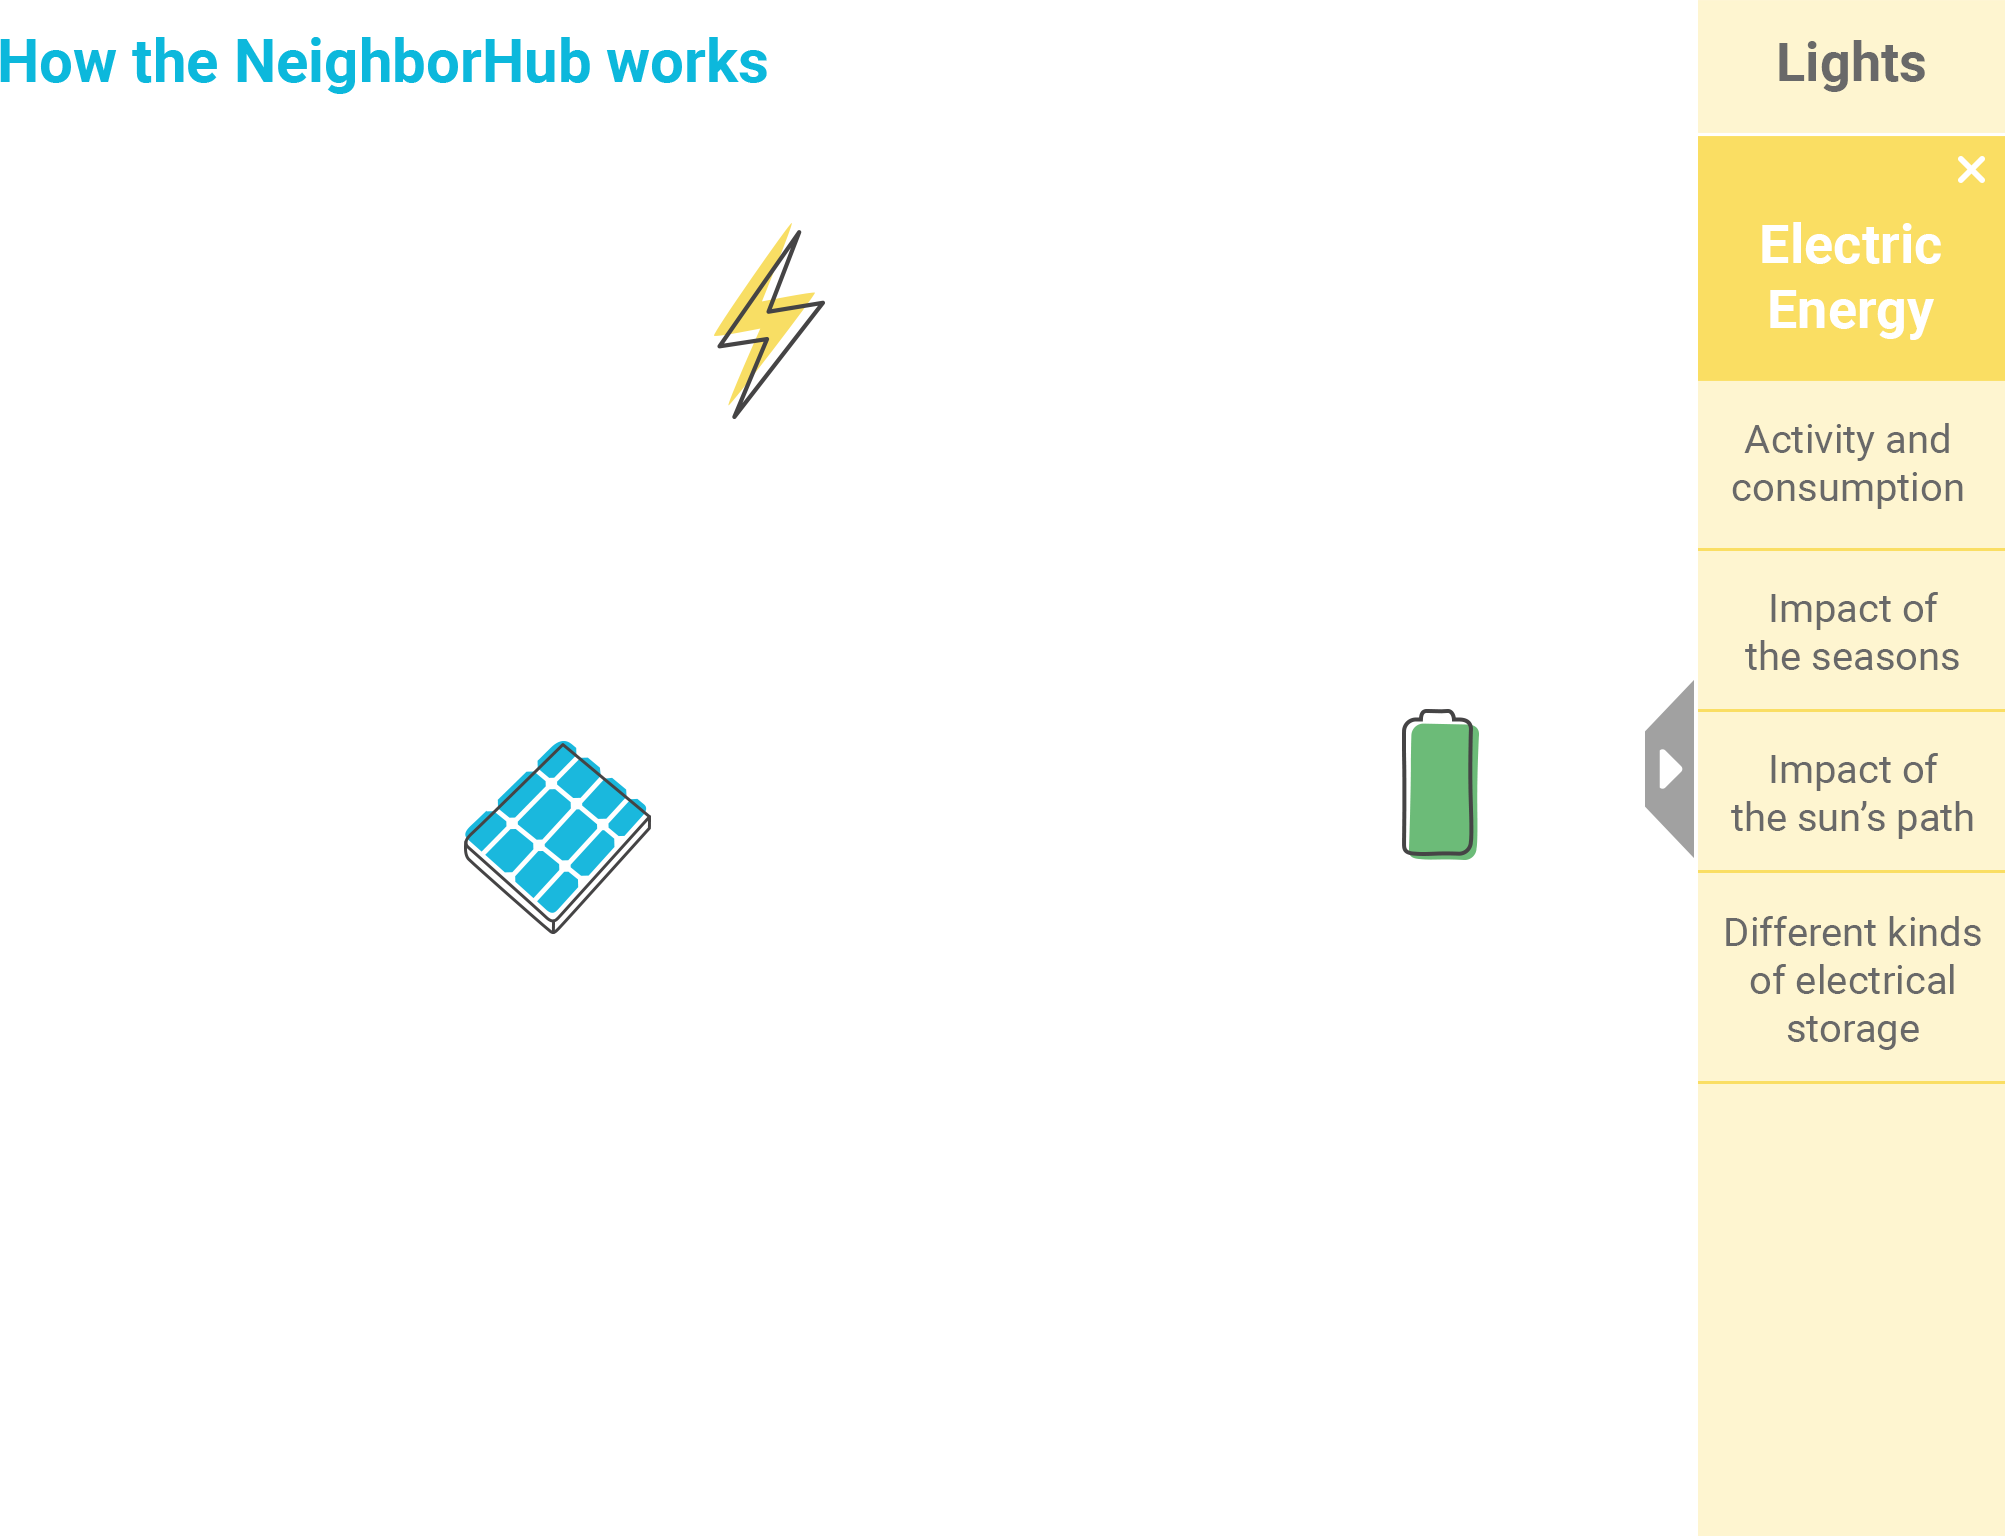 How the NeighborHub works
Lights
Electric
Energy
Activity and
consumption
Impact of
the seasons
Impact of
the sun’s path
Different kinds
of electrical
storage